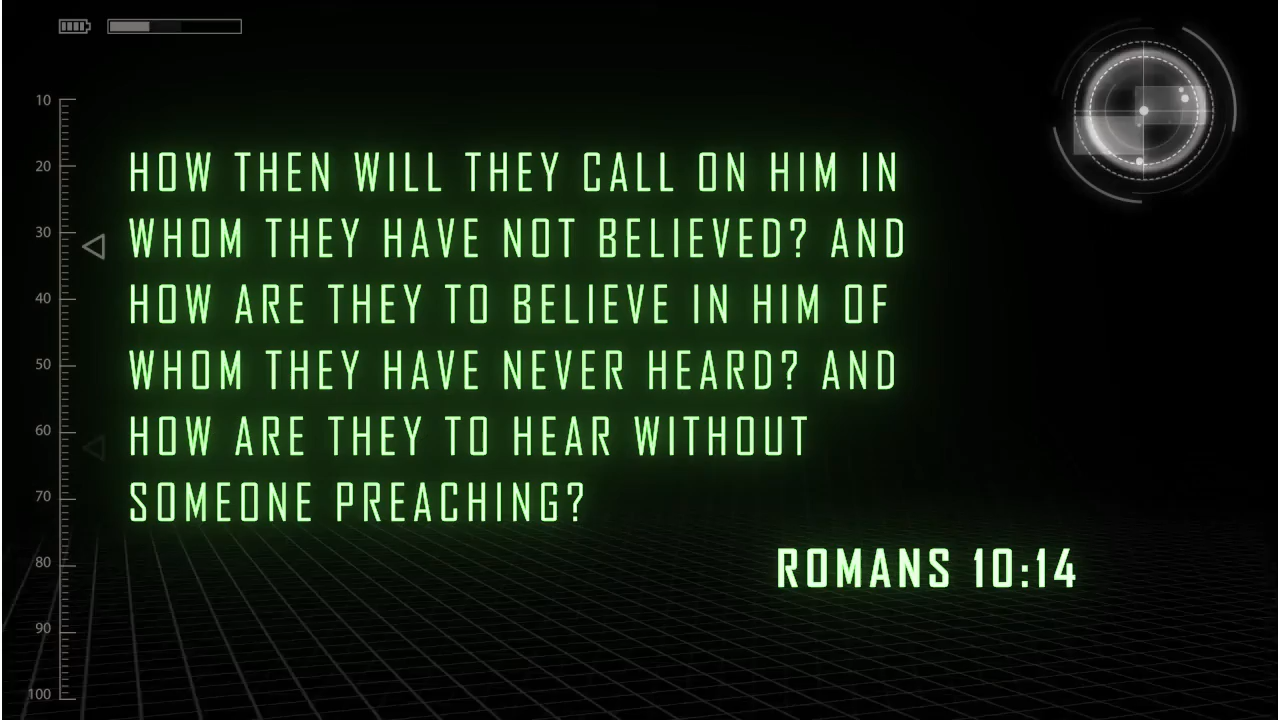 10
20
30
40
50
60
70
80
90
100
HOW THEN WILL THEY CALL ON HIM IN
WHOM THEY HAVE NOT BELIEVED? AND
HOW ARE THEY TO BELIEVE IN HIM OF
WHOM THEY HAVE NEVER HEARD? AND
HOW ARE THEY TO HEAR WITHOUT
SOMEONE PREACHING?
ROMANS 10:14